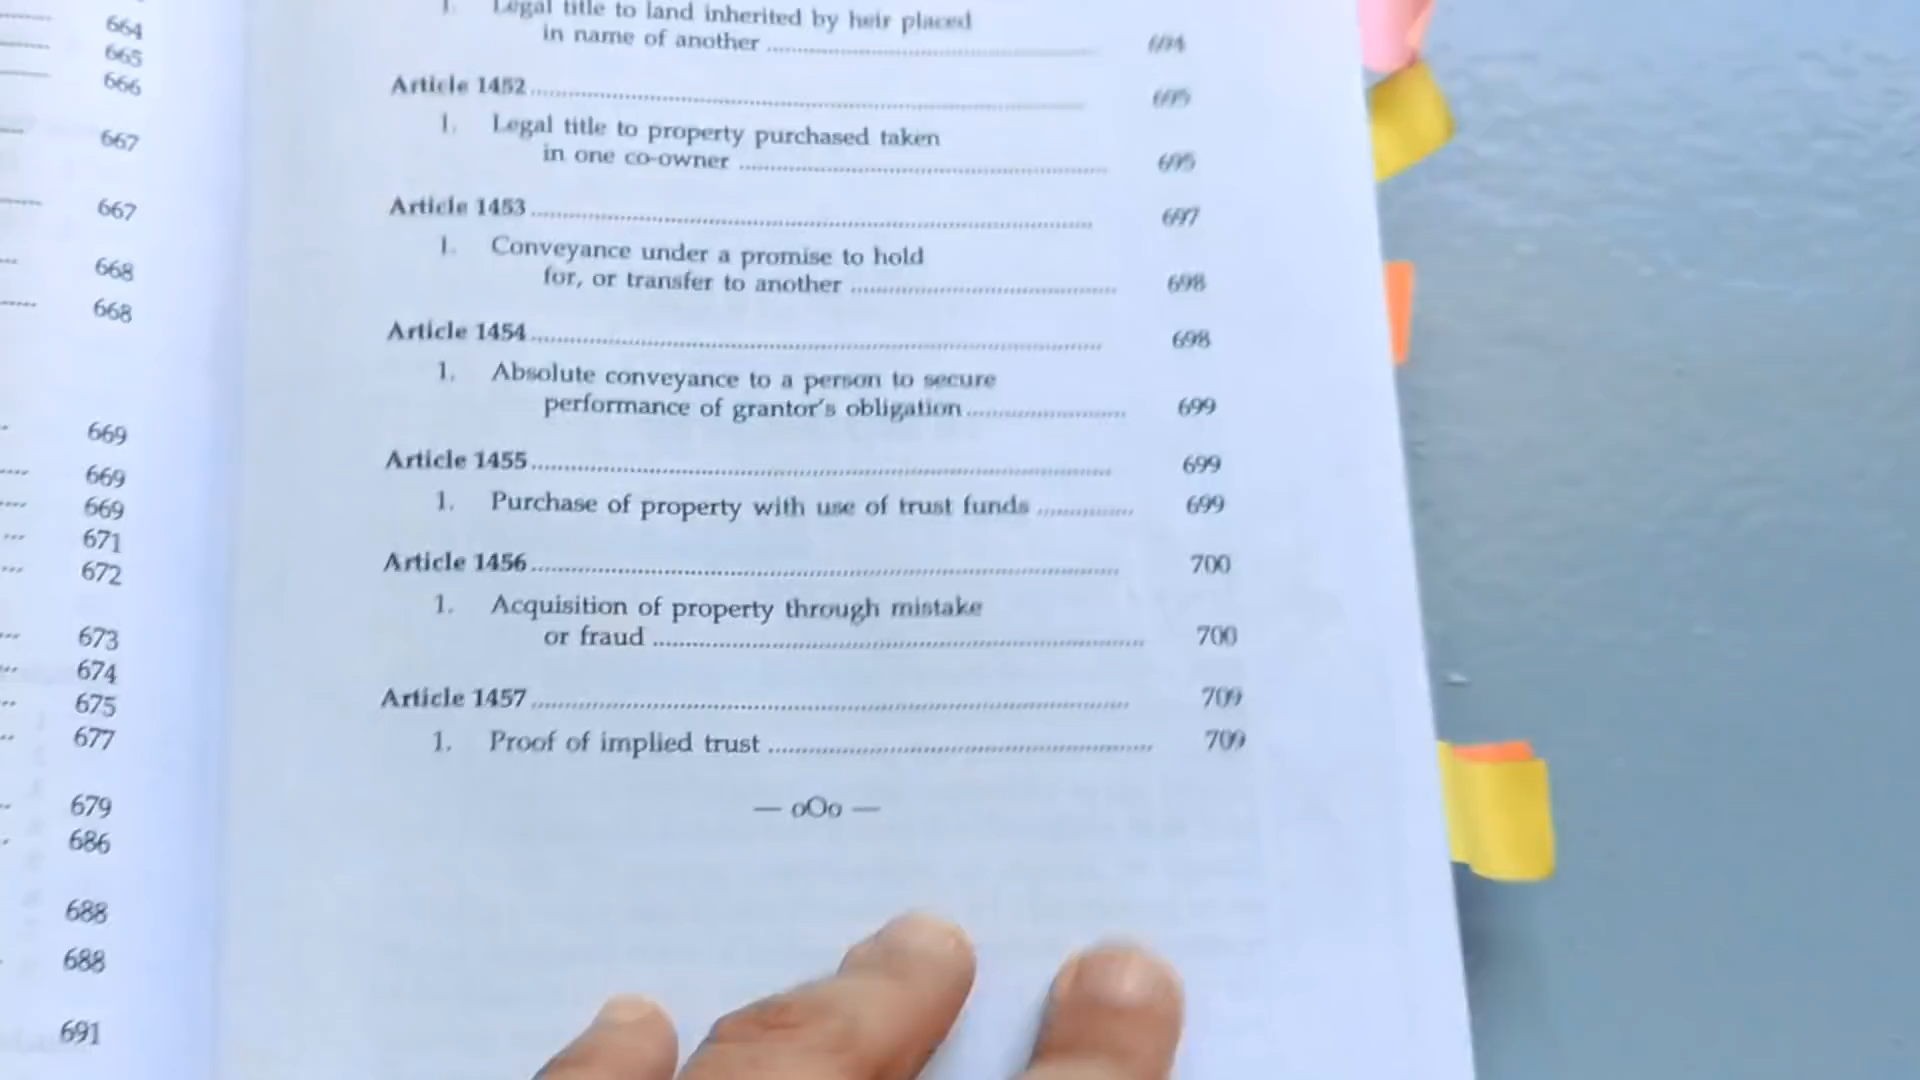 664
665
666
667
667
668
668
669
669
669
671
672
673
674
675
677
679
686
688
688
691
1. Legal title to land inherited by heir placed
in name of another ........ 694
Article 1452 ........ 695
1. Legal title to property purchased taken
in one co-owner ........ 695
Article 1453 ........ 697
1. Conveyance under a promise to hold
for, or transfer to another ........ 698
Article 1454 ........ 698
1. Absolute conveyance to a person to secure
performance of grantor's obligation ........ 699
Article 1455 ........ 699
1. Purchase of property with use of trust funds ........ 699
Article 1456 ........ 700
1. Acquisition of property through mistake
or fraud ........ 700
Article 1457 ........ 709
1. Proof of implied trust ........ 709
— oOo —